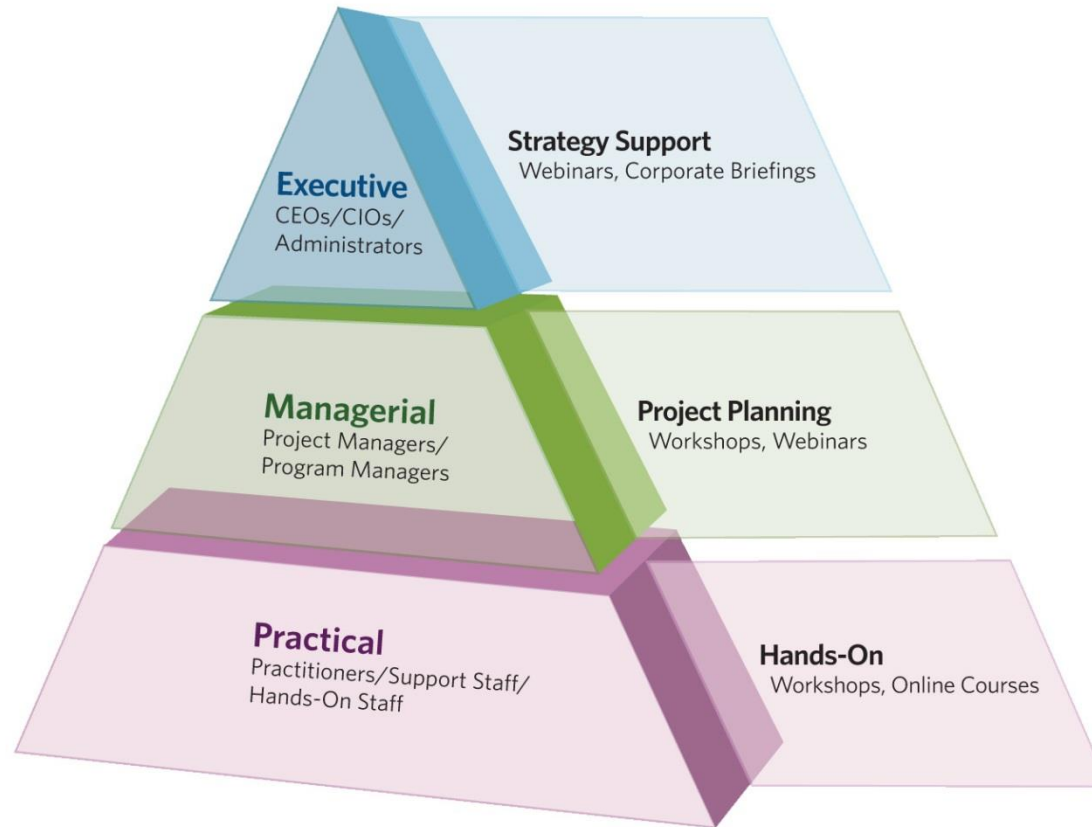 Executive
CEOs/CIOs/
Administrators
Strategy Support
Webinars, Corporate Briefings
Managerial
Project Managers/
Program Managers
Project Planning
Workshops, Webinars
Practical
Practitioners/Support Staff/
Hands-On Staff
Hands-On
Workshops, Online Courses